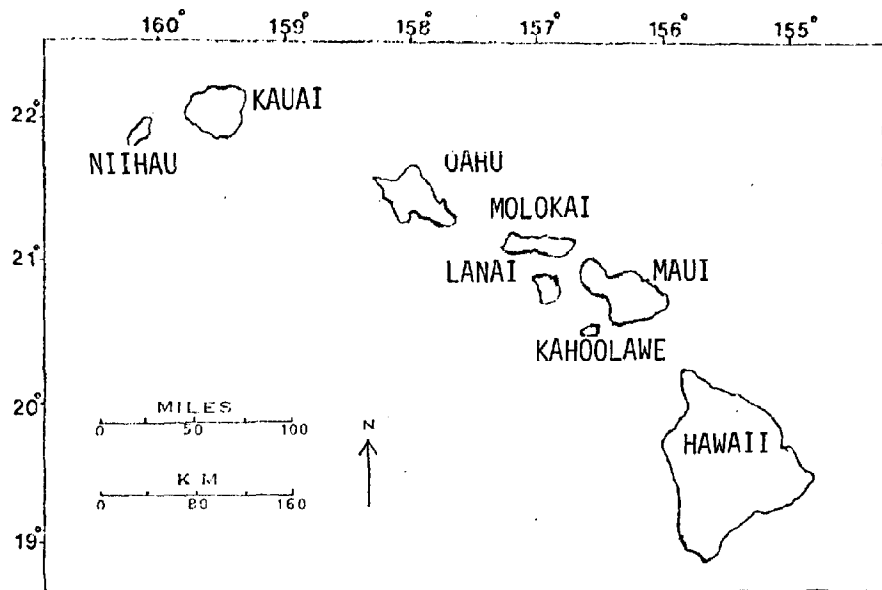 160° 159° 158° 157° 156° 155°
22°
KAUAI
NIIHAU
OAHU
MOLOKAI
21°
LANAI
MAUI
KAHOOLAWE
20°
MILES
0 50 100
N
HAWAII
KM
0 80 160
19°